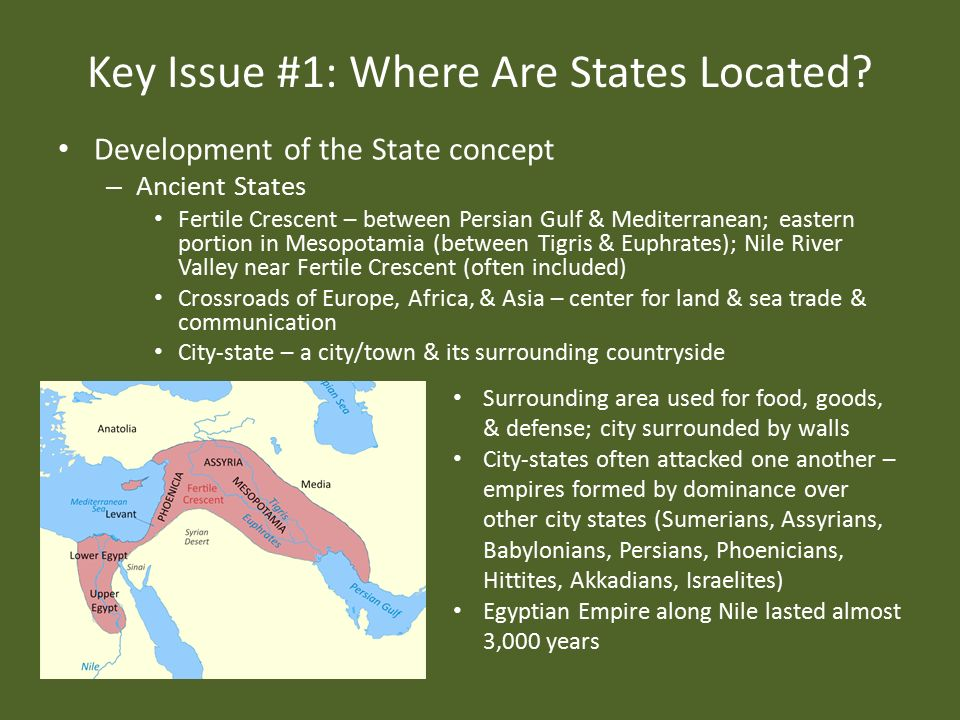 Key Issue #1: Where Are States Located?
• Development of the State concept
– Ancient States
• Fertile Crescent – between Persian Gulf & Mediterranean; eastern
portion in Mesopotamia (between Tigris & Euphrates); Nile River
Valley near Fertile Crescent (often included)
• Crossroads of Europe, Africa, & Asia – center for land & sea trade &
communication
• City-state – a city/town & its surrounding countryside
• Surrounding area used for food, goods,
& defense; city surrounded by walls
• City-states often attacked one another –
empires formed by dominance over
other city states (Sumerians, Assyrians,
Babylonians, Persians, Phoenicians,
Hittites, Akkadians, Israelites)
• Egyptian Empire along Nile lasted almost
3,000 years
Sea
Anatolia
ASSYRIA
Media
PHOENICIA
Fertile
Crescent
MESOPOTAMIA
Tigris
Euphrates
Mediterranean
Sea
Levant
Syrian
Desert
Lower Egypt
Sinai
Upper
Egypt
Persian Gulf
Nile